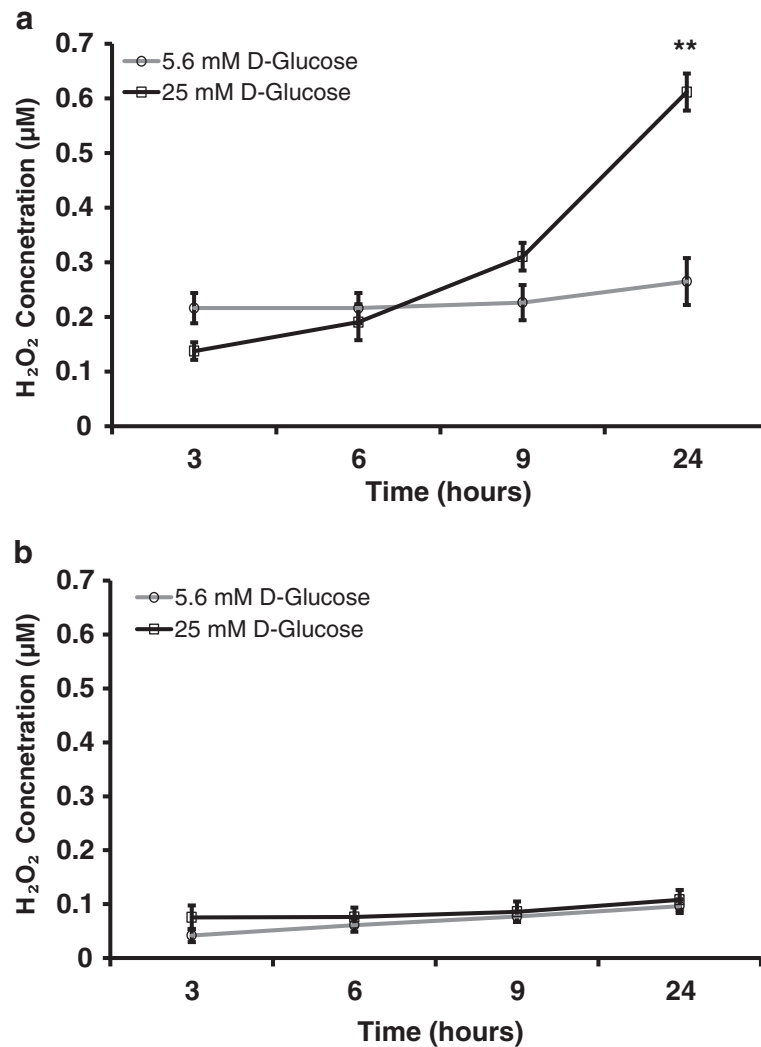 a
0.7
0.6
0.5
0.4
0.3
0.2
0.1
0
H₂O₂ Concnetration (µM)
5.6 mM D-Glucose
25 mM D-Glucose
**
3 6 9 24
Time (hours)
b
0.7
0.6
0.5
0.4
0.3
0.2
0.1
0
H₂O₂ Concnetration (µM)
5.6 mM D-Glucose
25 mM D-Glucose
3 6 9 24
Time (hours)